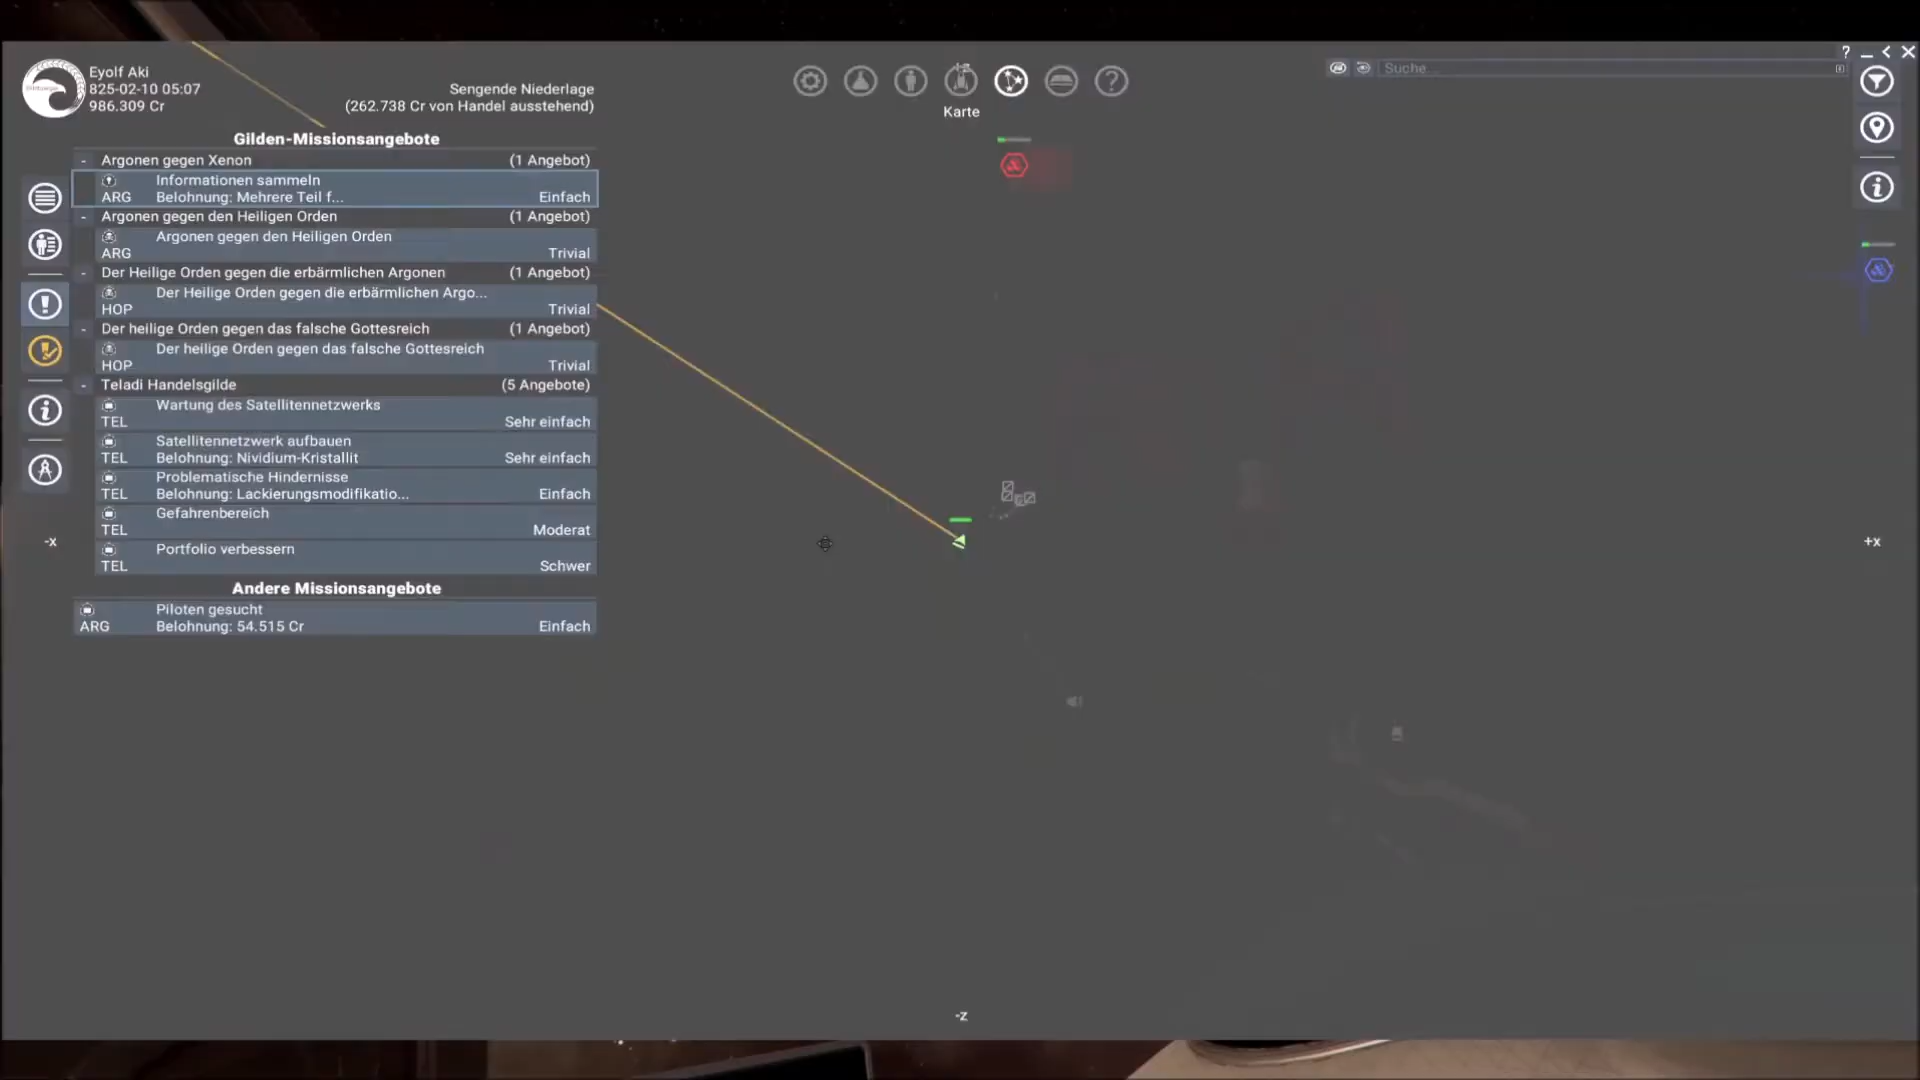 Eyolf Aki
825-02-10 05:07
986.309 Cr
Sengende Niederlage
(262.738 Cr von Handel ausstehend)
Karte
Suche...
Gilden-Missionsangebote
- Argonen gegen Xenon (1 Angebot)
Informationen sammeln
ARG Belohnung: Mehrere Teil f... Einfach
- Argonen gegen den Heiligen Orden (1 Angebot)
Argonen gegen den Heiligen Orden
ARG Trivial
- Der Heilige Orden gegen die erbärmlichen Argonen (1 Angebot)
Der Heilige Orden gegen die erbärmlichen Argo...
HOP Trivial
- Der heilige Orden gegen das falsche Gottesreich (1 Angebot)
Der heilige Orden gegen das falsche Gottesreich
HOP Trivial
- Teladi Handelsgilde (5 Angebote)
Wartung des Satellitennetzwerks
TEL Sehr einfach
Satellitennetzwerk aufbauen
TEL Belohnung: Nividium-Kristallit Sehr einfach
Problematische Hindernisse
TEL Belohnung: Lackierungsmodifikatio... Einfach
Gefahrenbereich
TEL Moderat
Portfolio verbessern
TEL Schwer
Andere Missionsangebote
Piloten gesucht
ARG Belohnung: 54.515 Cr Einfach
-x
+x
-z